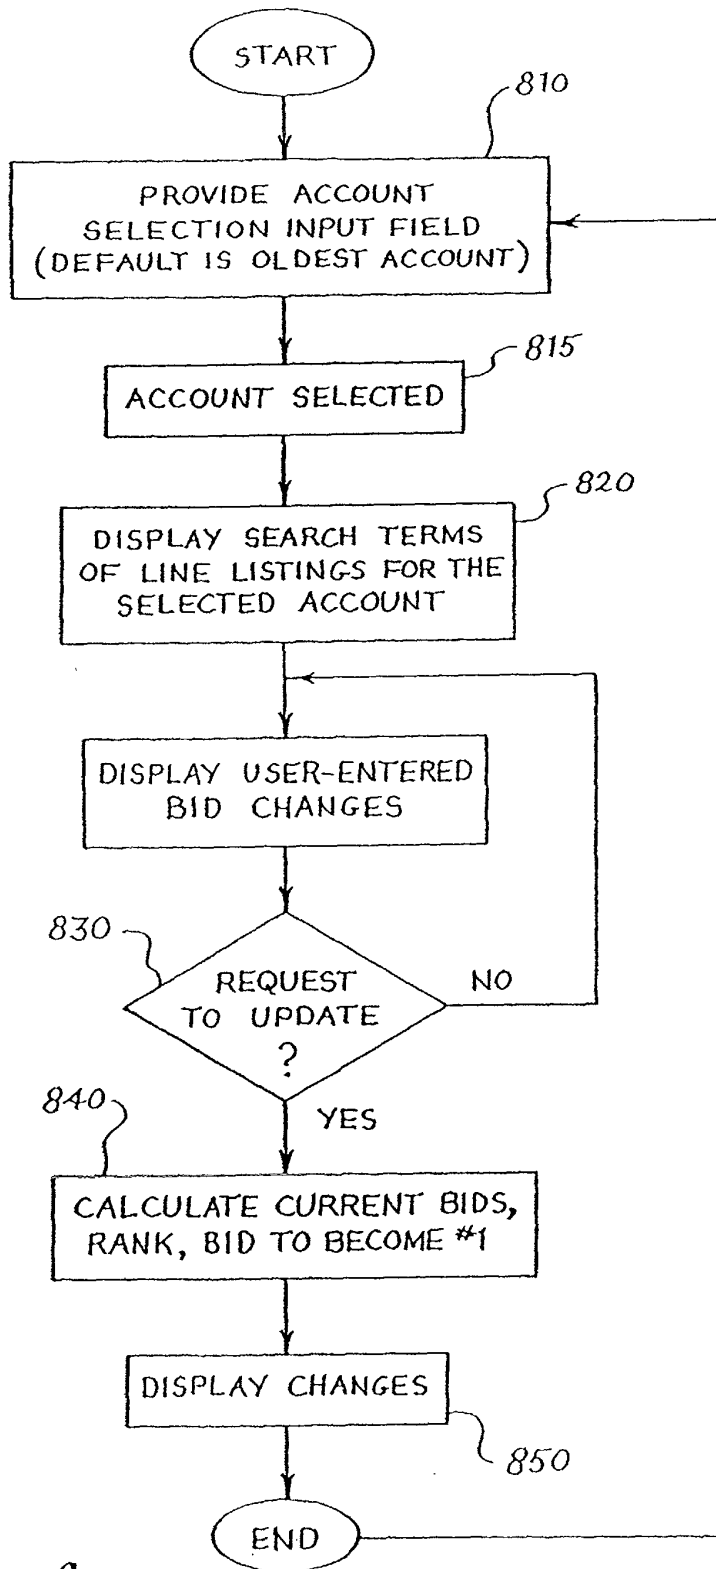 START
810
PROVIDE ACCOUNT
SELECTION INPUT FIELD
(DEFAULT IS OLDEST ACCOUNT)
815
ACCOUNT SELECTED
820
DISPLAY SEARCH TERMS
OF LINE LISTINGS FOR THE
SELECTED ACCOUNT
DISPLAY USER-ENTERED
BID CHANGES
830
REQUEST
TO UPDATE
?
NO
840
YES
CALCULATE CURRENT BIDS,
RANK, BID TO BECOME #1
DISPLAY CHANGES
850
END